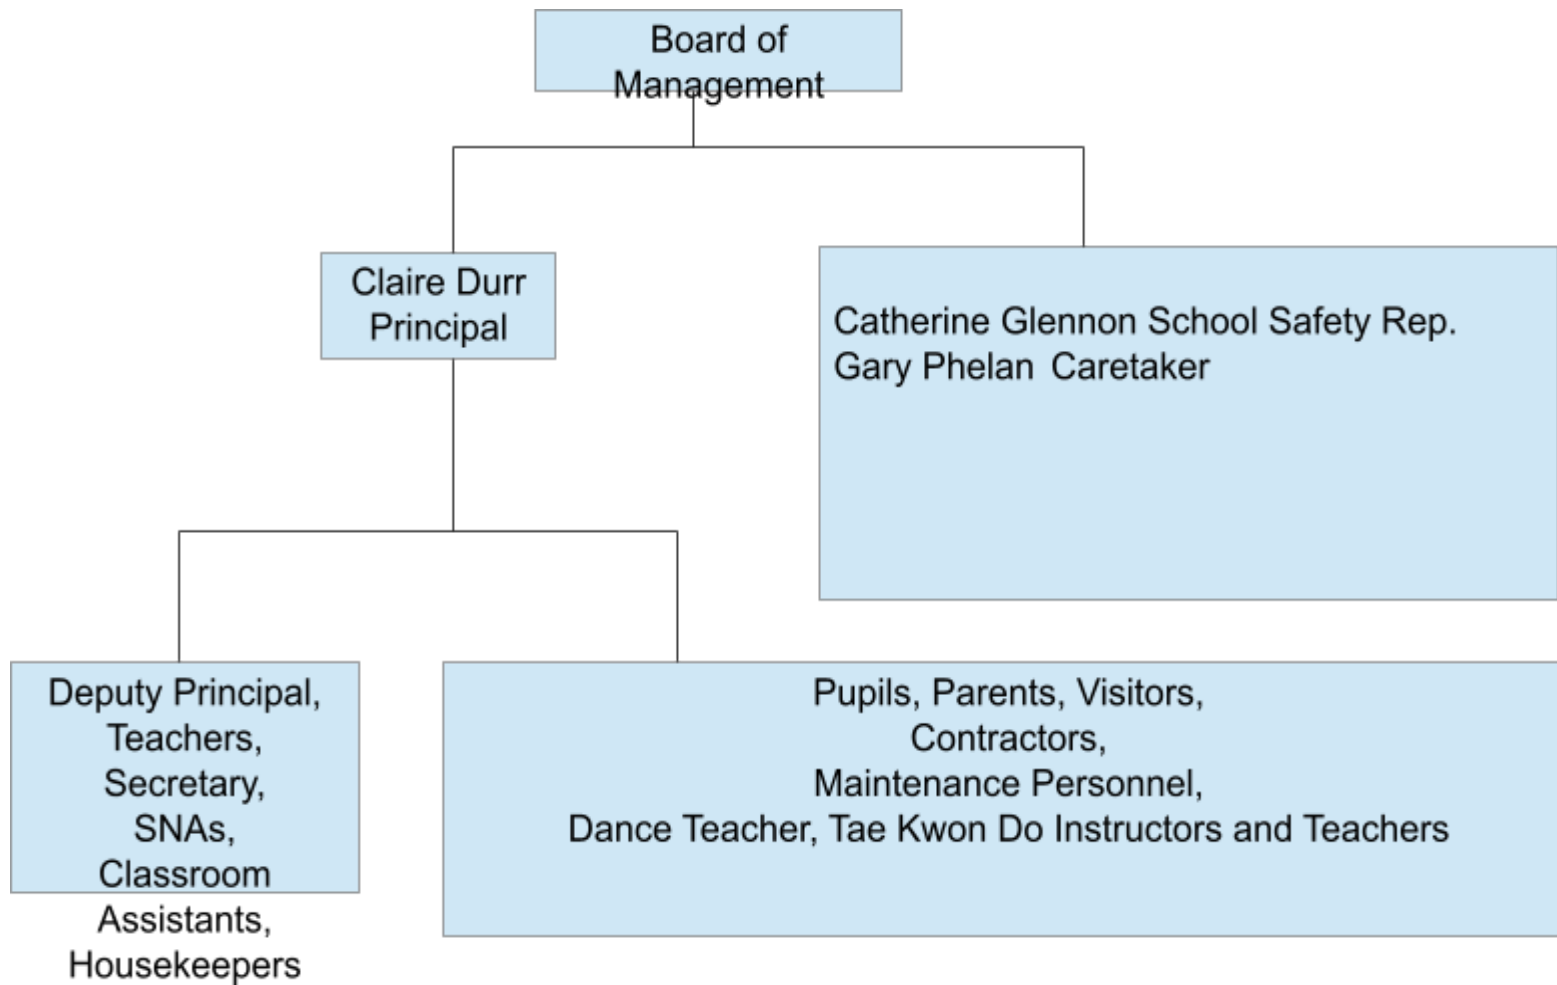 Board of
Management
Claire Durr
Principal
Catherine Glennon School Safety Rep.
Gary Phelan Caretaker
Deputy Principal,
Teachers,
Secretary,
SNAs,
Classroom
Assistants,
Housekeepers
Pupils, Parents, Visitors,
Contractors,
Maintenance Personnel,
Dance Teacher, Tae Kwon Do Instructors and Teachers